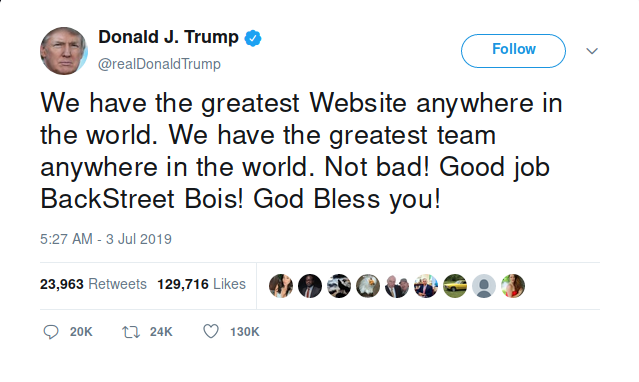 Donald J. Trump
Follow
@realDonaldTrump
We have the greatest Website anywhere in
the world. We have the greatest team
anywhere in the world. Not bad! Good job
BackStreet Bois! God Bless you!
5:27 AM - 3 Jul 2019
23,963 Retweets 129,716 Likes
20K 24K 130K